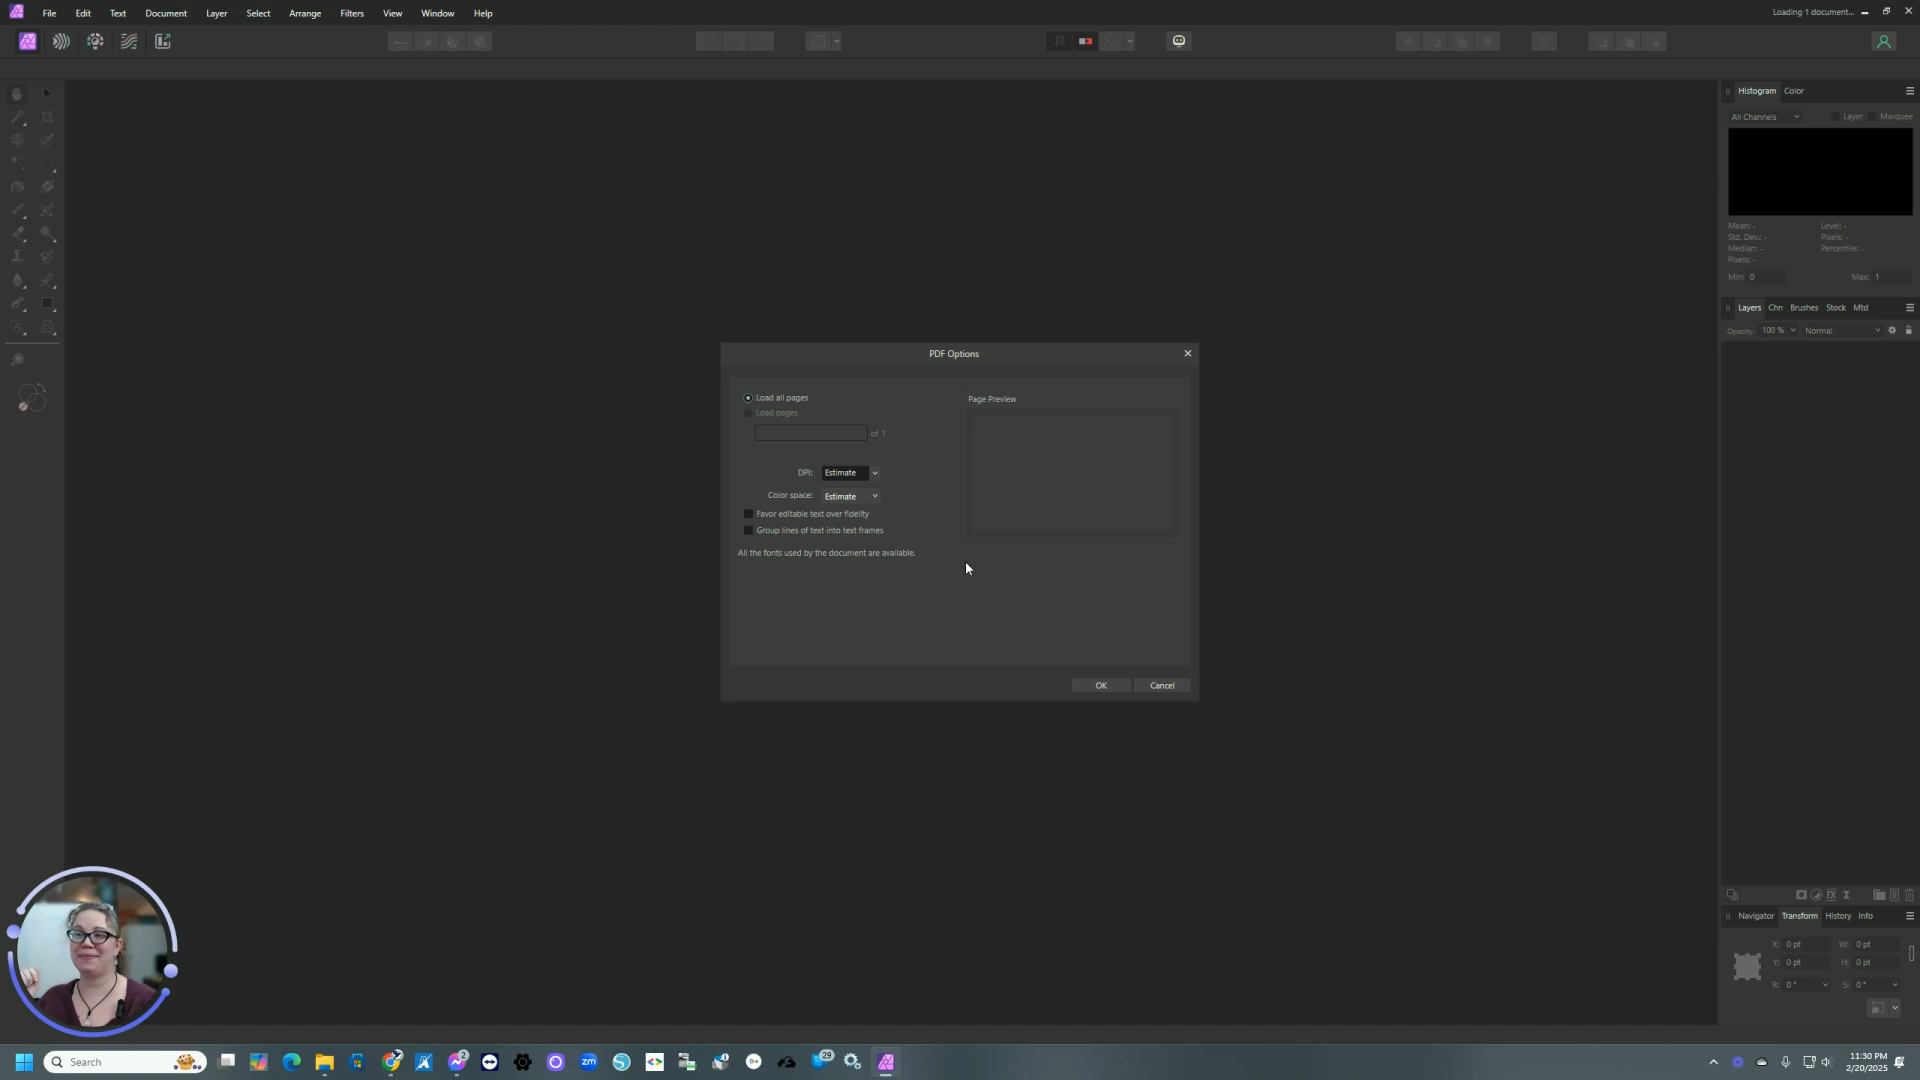 File Edit Text Document Layer Select Arrange Filters View Window Help
Loading 1 document...
Histogram Color
All Channels Layer Marquee
Mean: - Level: -
Std. Dev.: - Pixels: -
Median: - Percentile: -
Pixels: -
Min: 0 Max: 1
Layers Chn Brushes Stock Mtd
Opacity: 100 % Normal
PDF Options
Load all pages
Page Preview
Load pages
of 1
DPI: Estimate
Color space: Estimate
Favor editable text over fidelity
Group lines of text into text frames
All the fonts used by the document are available.
OK Cancel
Navigator Transform History Info
X: 0 pt W: 0 pt
Y: 0 pt H: 0 pt
R: 0 ° S: 0 °
Search
2
zm
29
11:30 PM
2/20/2025